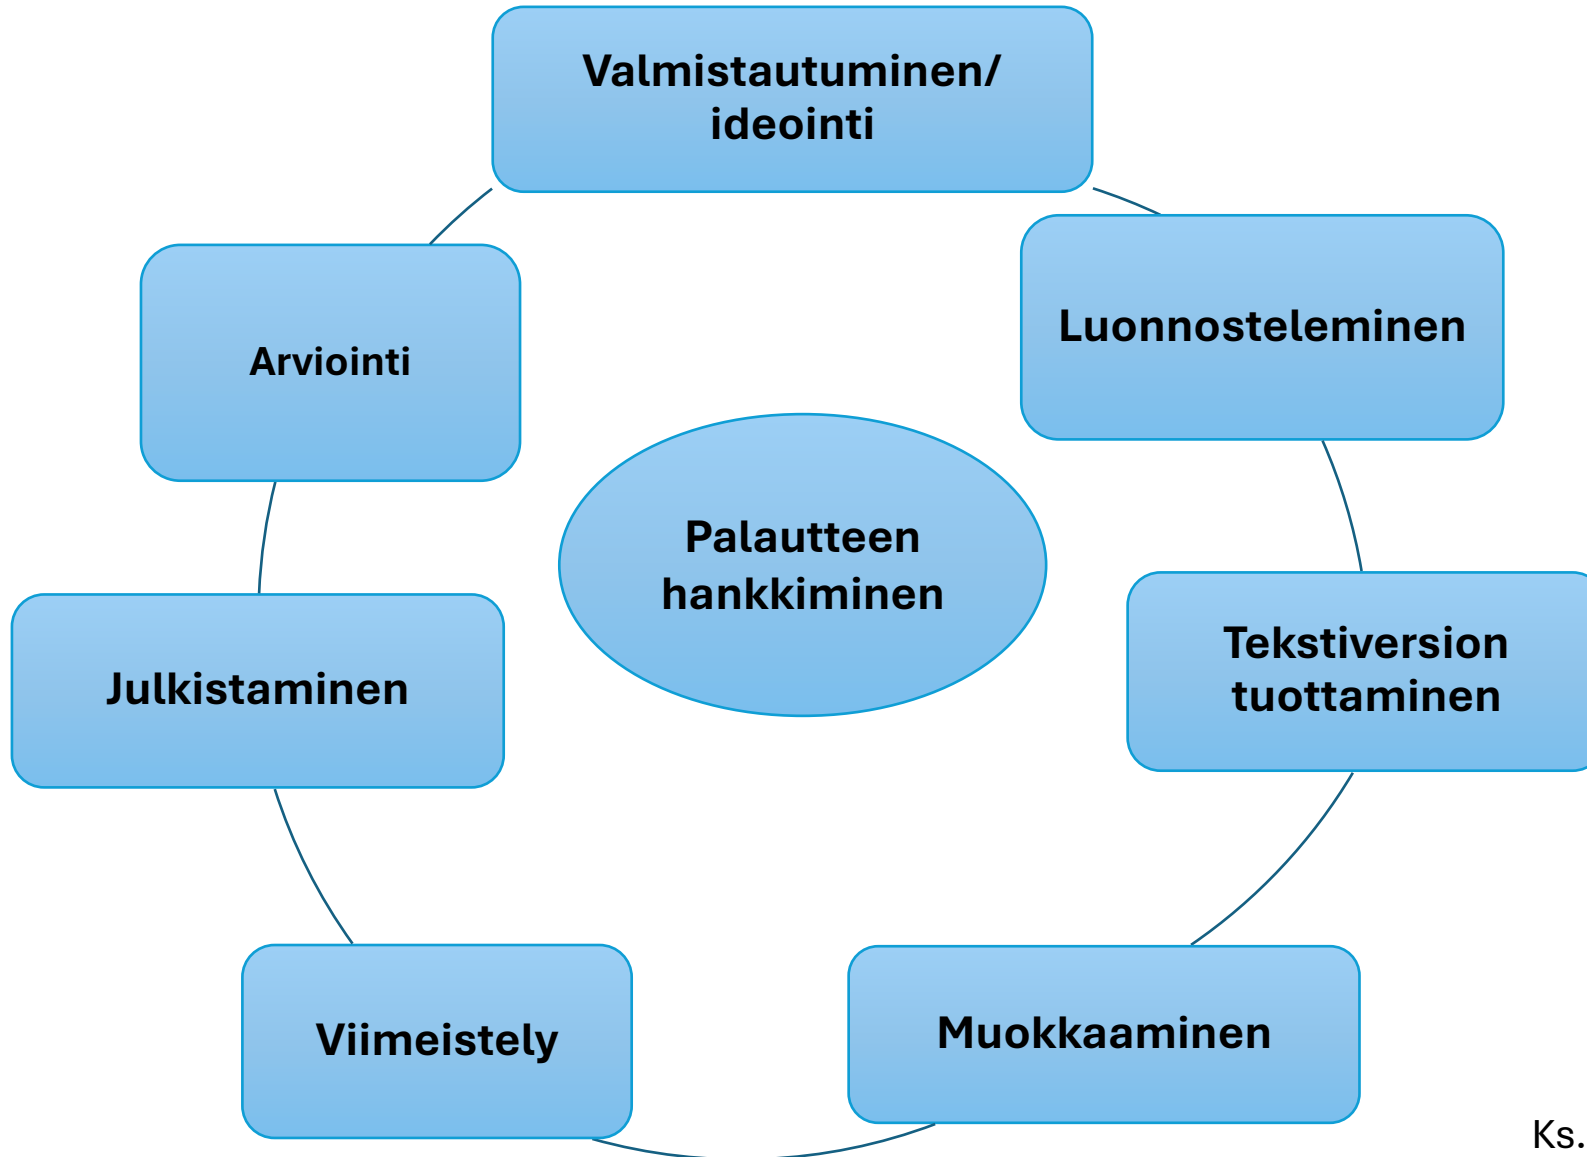 Valmistautuminen/
ideointi
Luonnosteleminen
Arviointi
Palautteen
hankkiminen
Tekstiversion
tuottaminen
Julkistaminen
Muokkaaminen
Viimeistely
Ks.